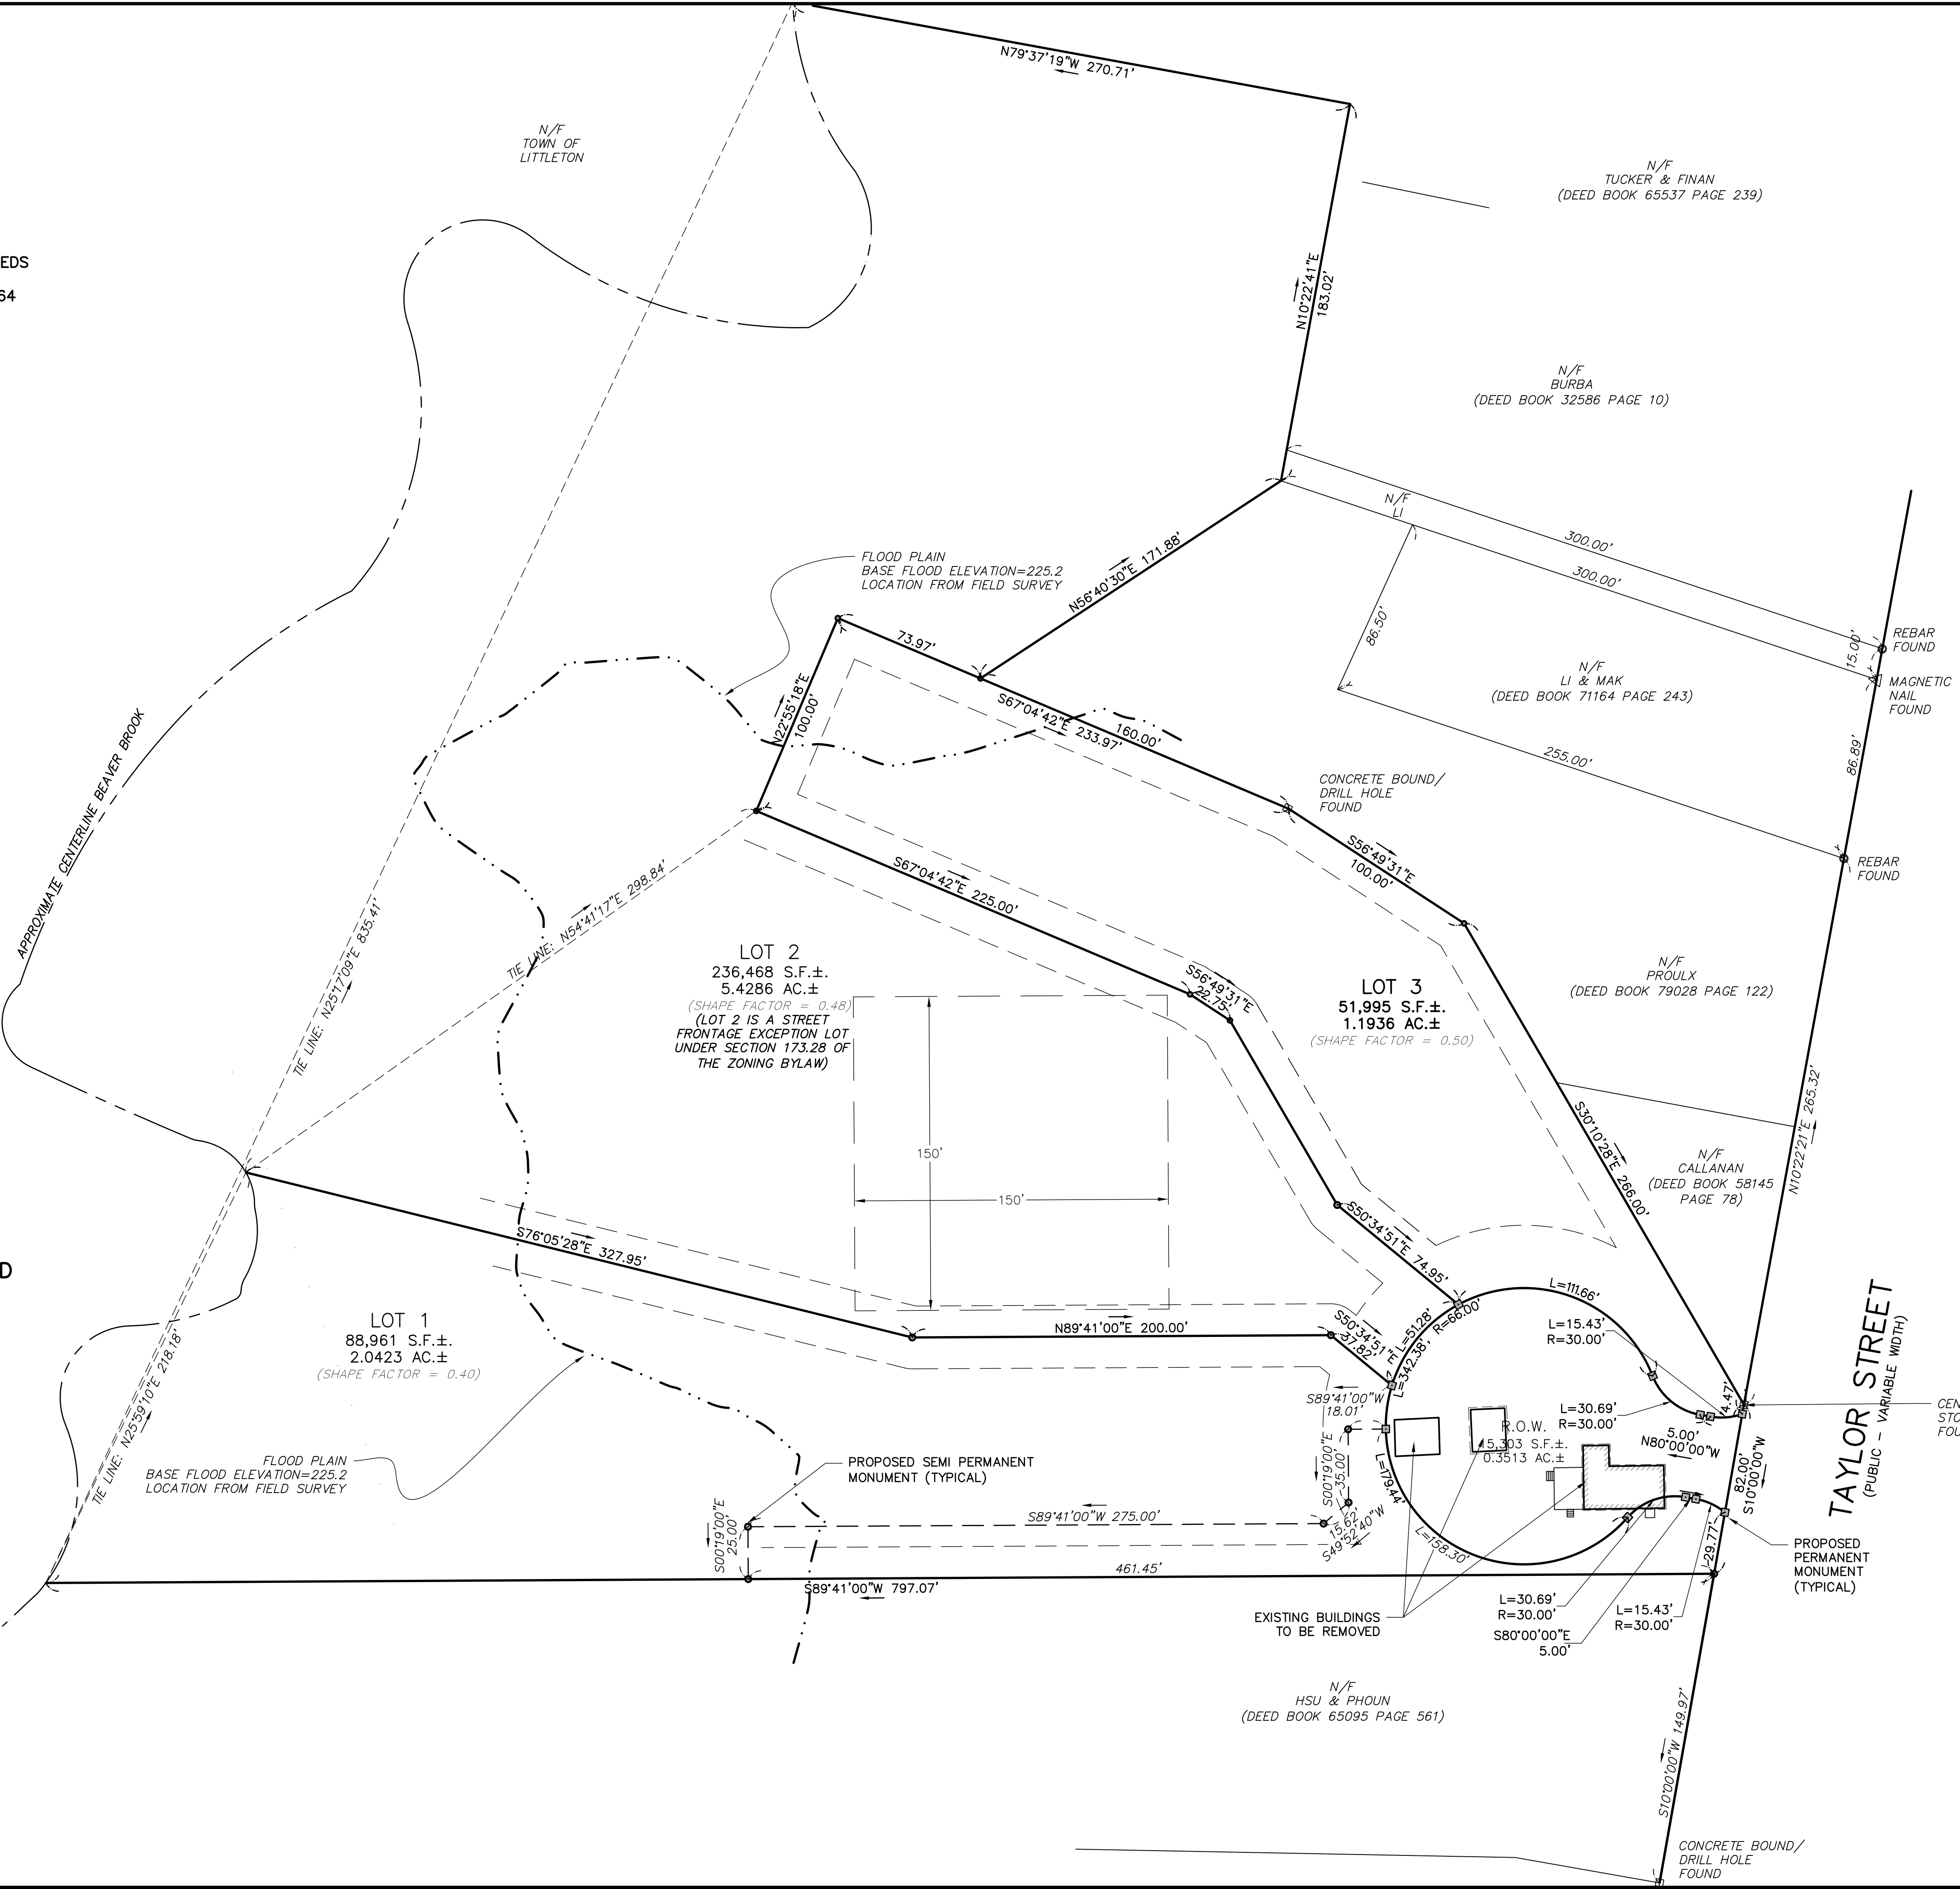 N79°37'19"W 270.71'
N/F
TOWN OF
LITTLETON
N/F
TUCKER & FINAN
(DEED BOOK 65537 PAGE 239)
EDS
64
N10°22'41"E
183.02'
N/F
BURBA
(DEED BOOK 32586 PAGE 10)
N/F
LI
300.00'
300.00'
FLOOD PLAIN
BASE FLOOD ELEVATION=225.2
LOCATION FROM FIELD SURVEY
N56°40'30"E 171.88'
86.50'
15.00'
REBAR
FOUND
73.97'
N/F
LI & MAK
(DEED BOOK 71164 PAGE 243)
MAGNETIC
NAIL
FOUND
N22°55'18"E
100.00'
S67°04'42"E 233.97'
160.00'
86.89'
255.00'
APPROXIMATE CENTERLINE BEAVER BROOK
CONCRETE BOUND/
DRILL HOLE
FOUND
S56°49'31"E
100.00'
REBAR
FOUND
S67°04'42"E 225.00'
TIE LINE: N54°41'17"E 298.84'
TIE LINE: N25°17'09"E 835.41'
LOT 2
236,468 S.F.±.
5.4286 AC.±
(SHAPE FACTOR = 0.48)
(LOT 2 IS A STREET
FRONTAGE EXCEPTION LOT
UNDER SECTION 173.28 OF
THE ZONING BYLAW)
S56°49'31"E
22.75'
LOT 3
51,995 S.F.±.
1.1936 AC.±
(SHAPE FACTOR = 0.50)
N/F
PROULX
(DEED BOOK 79028 PAGE 122)
150'
150'
S30°10'28"E 266.00'
N10°22'21"E 265.32'
N/F
CALLANAN
(DEED BOOK 58145
PAGE 78)
S76°05'28"E 327.95'
S50°34'51"E 74.95'
D
LOT 1
88,961 S.F.±.
2.0423 AC.±
(SHAPE FACTOR = 0.40)
TIE LINE: N25°59'10"E 218.18'
N89°41'00"E 200.00'
S50°34'51"E
37.82'
L=51.28'
R=66.00'
L=342.38'
L=111.66'
L=15.43'
R=30.00'
TAYLOR STREET
(PUBLIC - VARIABLE WIDTH)
S89°41'00"W
18.01'
L=30.69'
R=30.00'
4.47'
CEN
STO
FOU
5.00'
N80°00'00"W
R.O.W.
15,303 S.F.±.
0.3513 AC.±
82.00'
S10°00'00"W
FLOOD PLAIN
BASE FLOOD ELEVATION=225.2
LOCATION FROM FIELD SURVEY
PROPOSED SEMI PERMANENT
MONUMENT (TYPICAL)
S00°19'00"E
35.00'
L=179.44'
S00°19'00"E
25.00'
S89°41'00"W 275.00'
15.62'
S49°52'40"W
L=158.30'
29.77'
PROPOSED
PERMANENT
MONUMENT
(TYPICAL)
461.45'
S89°41'00"W 797.07'
EXISTING BUILDINGS
TO BE REMOVED
L=30.69'
R=30.00'
S80°00'00"E
5.00'
L=15.43'
R=30.00'
N/F
HSU & PHOUN
(DEED BOOK 65095 PAGE 561)
S10°00'00"W 149.97'
CONCRETE BOUND/
DRILL HOLE
FOUND